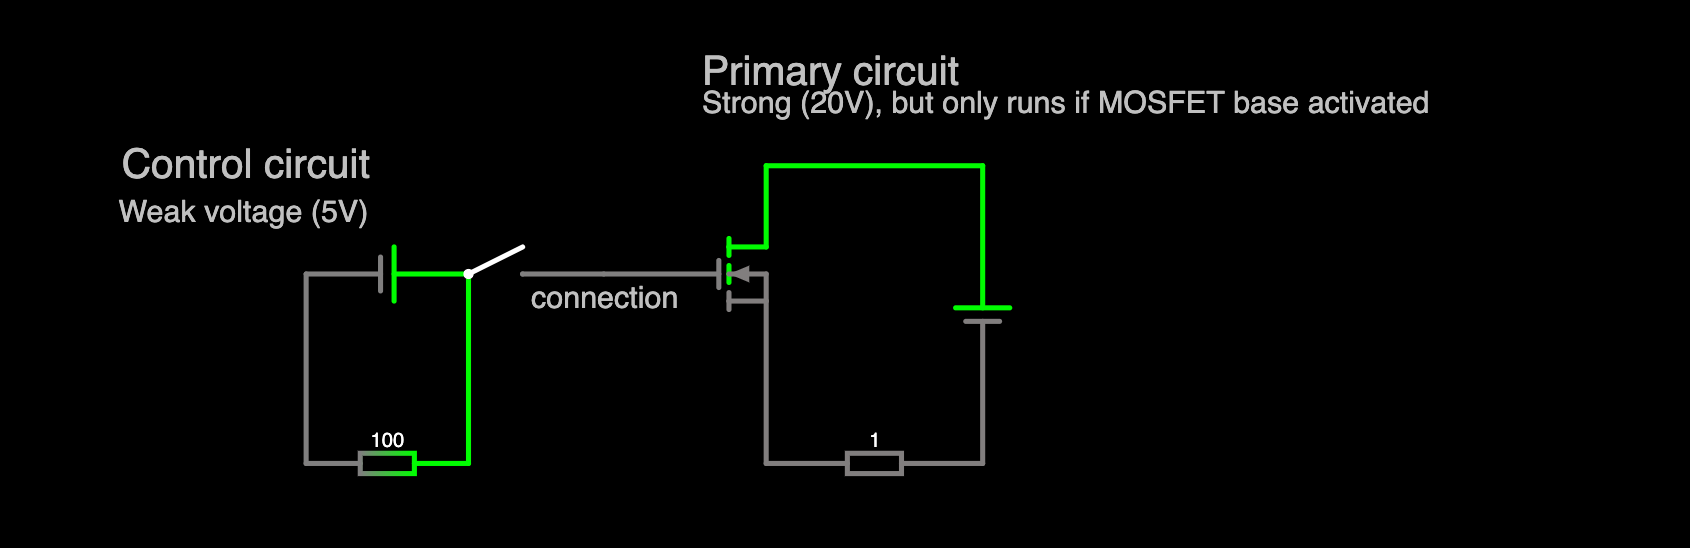 Primary circuit
Strong (20V), but only runs if MOSFET base activated
Control circuit
Weak voltage (5V)
connection
100
1